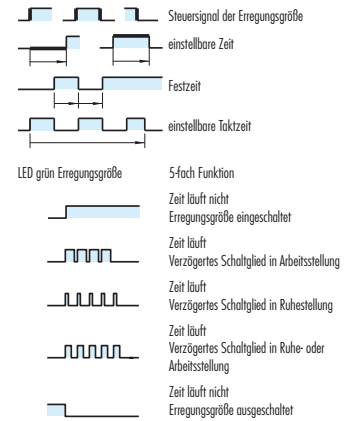 Steuersignal der Erregungsgröße
einstellbare Zeit
Festzeit
einstellbare Taktzeit
LED grün Erregungsgröße 5-fach Funktion
Zeit läuft nicht
Erregungsgröße eingeschaltet
Zeit läuft
Verzögertes Schaltglied in Arbeitsstellung
Zeit läuft
Verzögertes Schaltglied in Ruhestellung
Zeit läuft
Verzögertes Schaltglied in Ruhe- oder
Arbeitsstellung
Zeit läuft nicht
Erregungsgröße ausgeschaltet